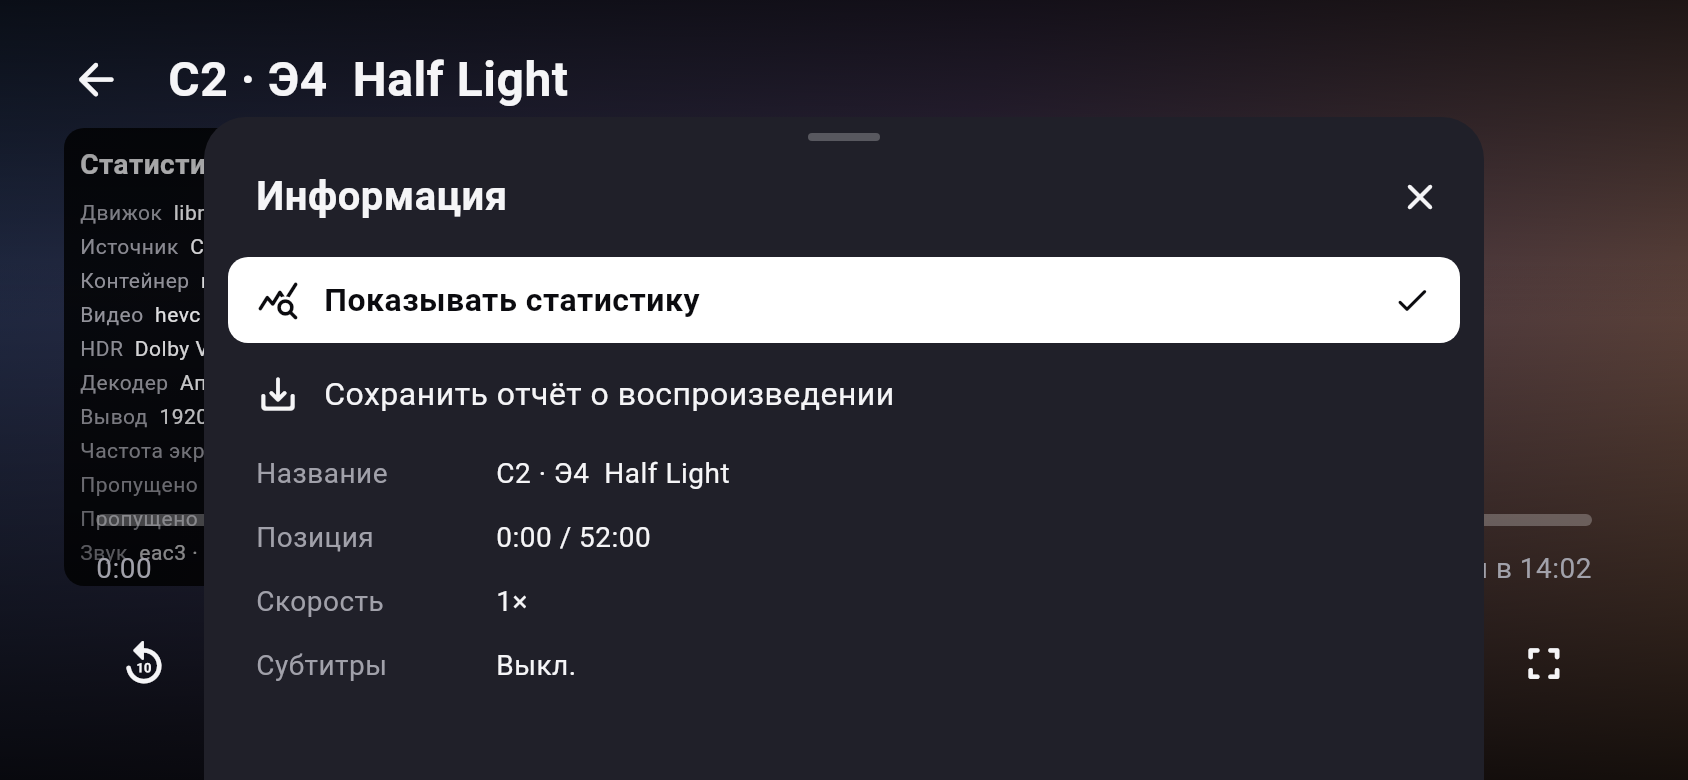 С2 · Э4 Half Light
Статисти
Информация
Движок libr
Источник
Контейнер
Показывать статистику
Видео hevc
HDR Dolby V
Декодер Ап
Сохранить отчёт о воспроизведении
Вывод 1920
Частота экр
Название С2 · Э4 Half Light
Пропущено
Пропущено
Позиция 0:00 / 52:00
Звук eac3 ·
0:00
в 14:02
Скорость 1×
10
Субтитры Выкл.